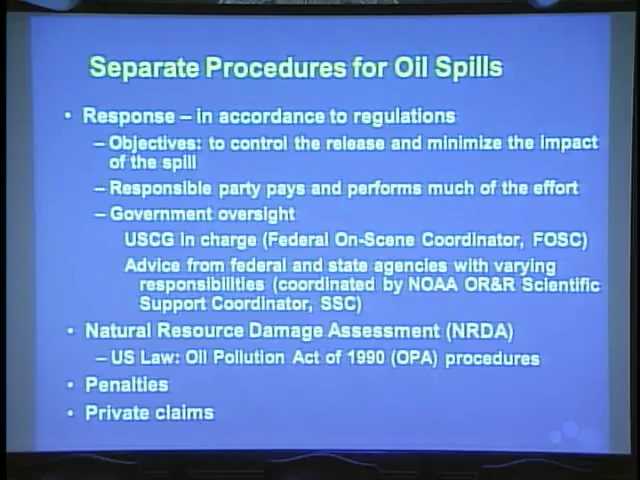 Separate Procedures for Oil Spills
• Response – in accordance to regulations
– Objectives: to control the release and minimize the impact
of the spill
– Responsible party pays and performs much of the effort
– Government oversight
USCG in charge (Federal On-Scene Coordinator, FOSC)
Advice from federal and state agencies with varying
responsibilities (coordinated by NOAA OR&R Scientific
Support Coordinator, SSC)
• Natural Resource Damage Assessment (NRDA)
– US Law: Oil Pollution Act of 1990 (OPA) procedures
• Penalties
• Private claims